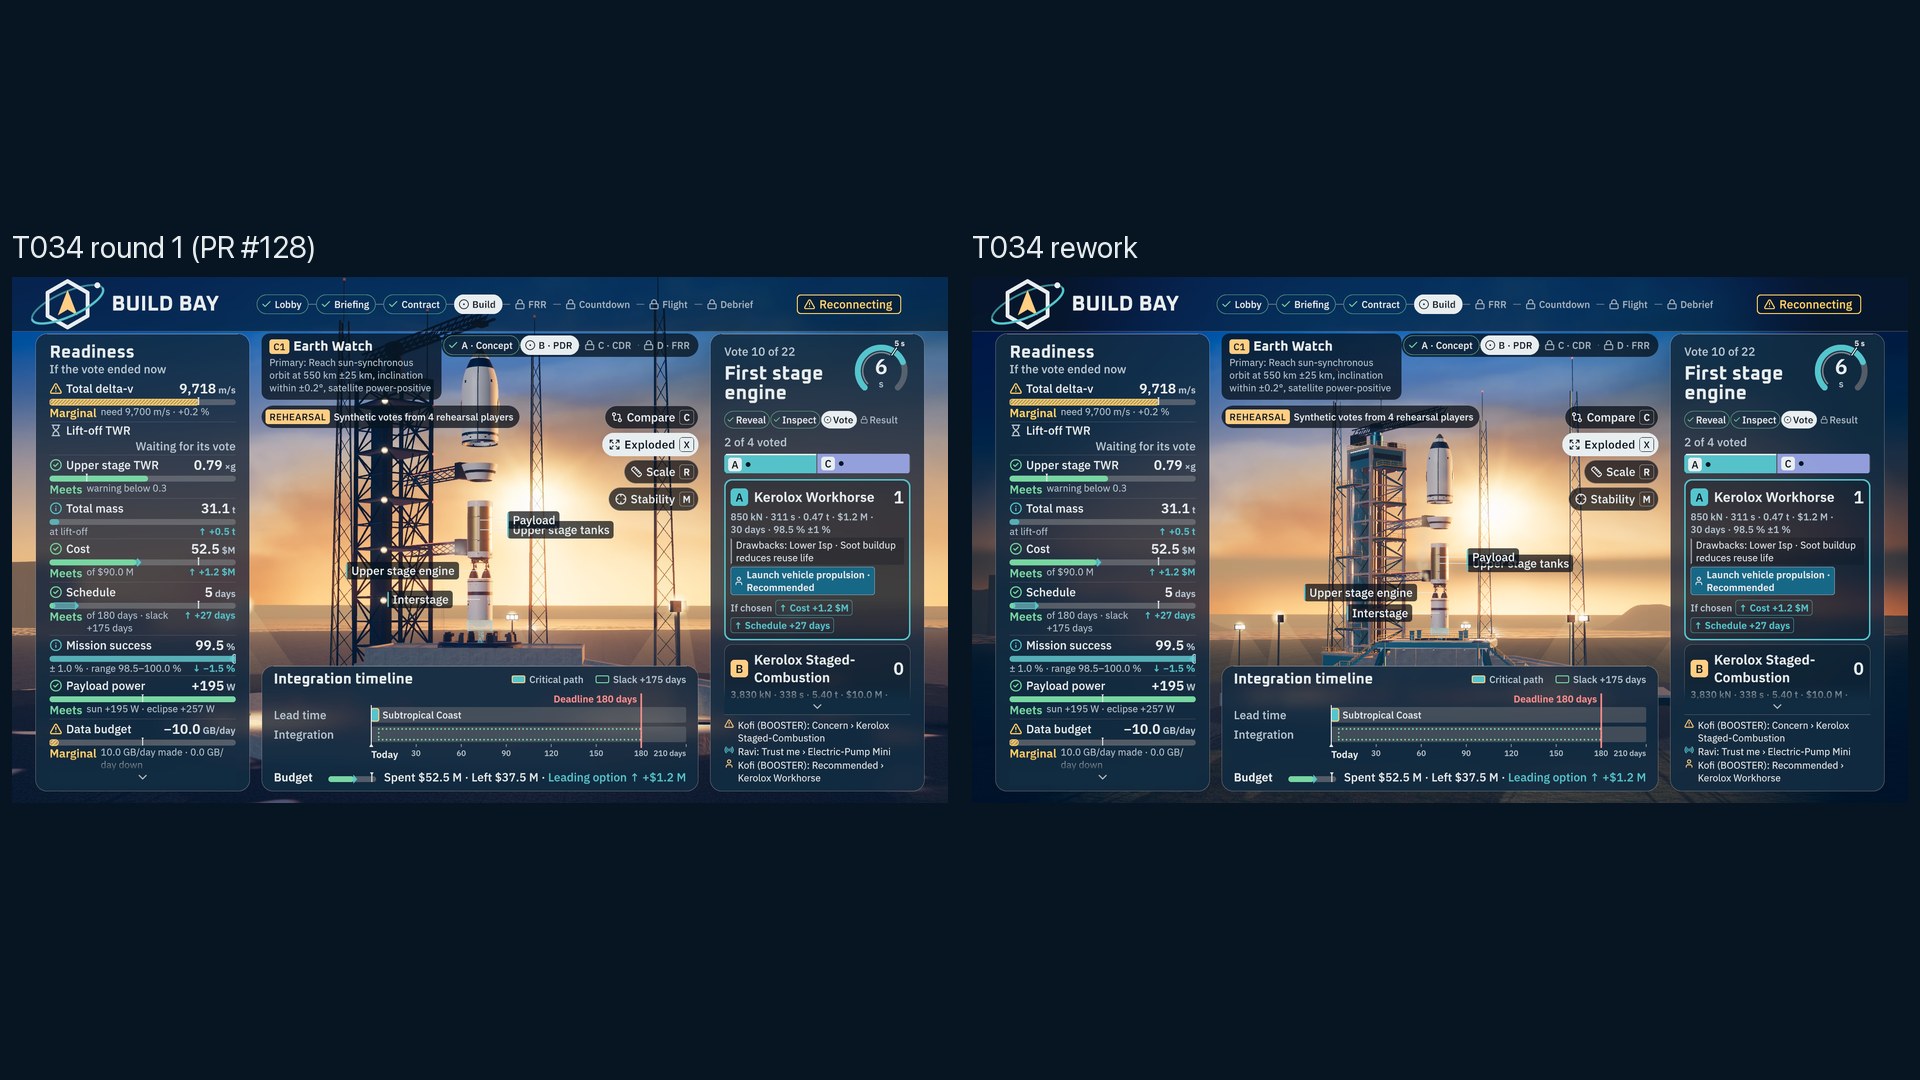 T034 round 1 (PR #128)
BUILD BAY
Lobby
Briefing
Contract
Build
FRR
Countdown
Flight
Debrief
Reconnecting
Readiness
If the vote ended now
Total delta-v 9,718 m/s
Marginal need 9,700 m/s · +0.2 %
Lift-off TWR
Waiting for its vote
Upper stage TWR 0.79 ×g
Meets warning below 0.3
Total mass 31.1 t
at lift-off ↑ +0.5 t
Cost 52.5 $M
Meets of $90.0 M ↑ +1.2 $M
Schedule 5 days
Meets of 180 days · slack ↑ +27 days
+175 days
Mission success 99.5 %
± 1.0 % · range 98.5–100.0 % ↓ −1.5 %
Payload power +195 W
Meets sun +195 W · eclipse +257 W
Data budget −10.0 GB/day
Marginal 10.0 GB/day made · 0.0 GB/
day down
C1 Earth Watch
Primary: Reach sun-synchronous
orbit at 550 km ±25 km, inclination
within ±0.2°, satellite power-positive
A · Concept
B · PDR
C · CDR
D · FRR
REHEARSAL Synthetic votes from 4 rehearsal players
Compare C
Exploded X
Scale R
Stability M
Payload
Upper stage tanks
Upper stage engine
Interstage
Integration timeline
Critical path
Slack +175 days
Deadline 180 days
Lead time
Subtropical Coast
Integration
Today 30 60 90 120 150 180 210 days
Budget Spent $52.5 M · Left $37.5 M · Leading option ↑ +$1.2 M
Vote 10 of 22
First stage
engine
5 s
6
s
Reveal
Inspect
Vote
Result
2 of 4 voted
A
C
A Kerolox Workhorse 1
850 kN · 311 s · 0.47 t · $1.2 M ·
30 days · 98.5 % ±1 %
Drawbacks: Lower Isp · Soot buildup
reduces reuse life
Launch vehicle propulsion ·
Recommended
If chosen ↑ Cost +1.2 $M
↑ Schedule +27 days
B Kerolox Staged-
Combustion 0
3,830 kN · 338 s · 5.40 t · $10.0 M ·
Kofi (BOOSTER): Concern › Kerolox
Staged-Combustion
Ravi: Trust me › Electric-Pump Mini
Kofi (BOOSTER): Recommended ›
Kerolox Workhorse
T034 rework
BUILD BAY
Lobby
Briefing
Contract
Build
FRR
Countdown
Flight
Debrief
Reconnecting
Readiness
If the vote ended now
Total delta-v 9,718 m/s
Marginal need 9,700 m/s · +0.2 %
Lift-off TWR
Waiting for its vote
Upper stage TWR 0.79 ×g
Meets warning below 0.3
Total mass 31.1 t
at lift-off ↑ +0.5 t
Cost 52.5 $M
Meets of $90.0 M ↑ +1.2 $M
Schedule 5 days
Meets of 180 days · slack ↑ +27 days
+175 days
Mission success 99.5 %
± 1.0 % · range 98.5–100.0 % ↓ −1.5 %
Payload power +195 W
Meets sun +195 W · eclipse +257 W
Data budget −10.0 GB/day
Marginal 10.0 GB/day made · 0.0 GB/
day down
C1 Earth Watch
Primary: Reach sun-synchronous
orbit at 550 km ±25 km, inclination
within ±0.2°, satellite power-positive
A · Concept
B · PDR
C · CDR
D · FRR
REHEARSAL Synthetic votes from 4 rehearsal players
Compare C
Exploded X
Scale R
Stability M
Payload
Upper stage tanks
Upper stage engine
Interstage
Integration timeline
Critical path
Slack +175 days
Deadline 180 days
Lead time
Subtropical Coast
Integration
Today 30 60 90 120 150 180 210 days
Budget Spent $52.5 M · Left $37.5 M · Leading option ↑ +$1.2 M
Vote 10 of 22
First stage
engine
5 s
6
s
Reveal
Inspect
Vote
Result
2 of 4 voted
A
C
A Kerolox Workhorse 1
850 kN · 311 s · 0.47 t · $1.2 M ·
30 days · 98.5 % ±1 %
Drawbacks: Lower Isp · Soot buildup
reduces reuse life
Launch vehicle propulsion ·
Recommended
If chosen ↑ Cost +1.2 $M
↑ Schedule +27 days
B Kerolox Staged-
Combustion 0
3,830 kN · 338 s · 5.40 t · $10.0 M ·
Kofi (BOOSTER): Concern › Kerolox
Staged-Combustion
Ravi: Trust me › Electric-Pump Mini
Kofi (BOOSTER): Recommended ›
Kerolox Workhorse